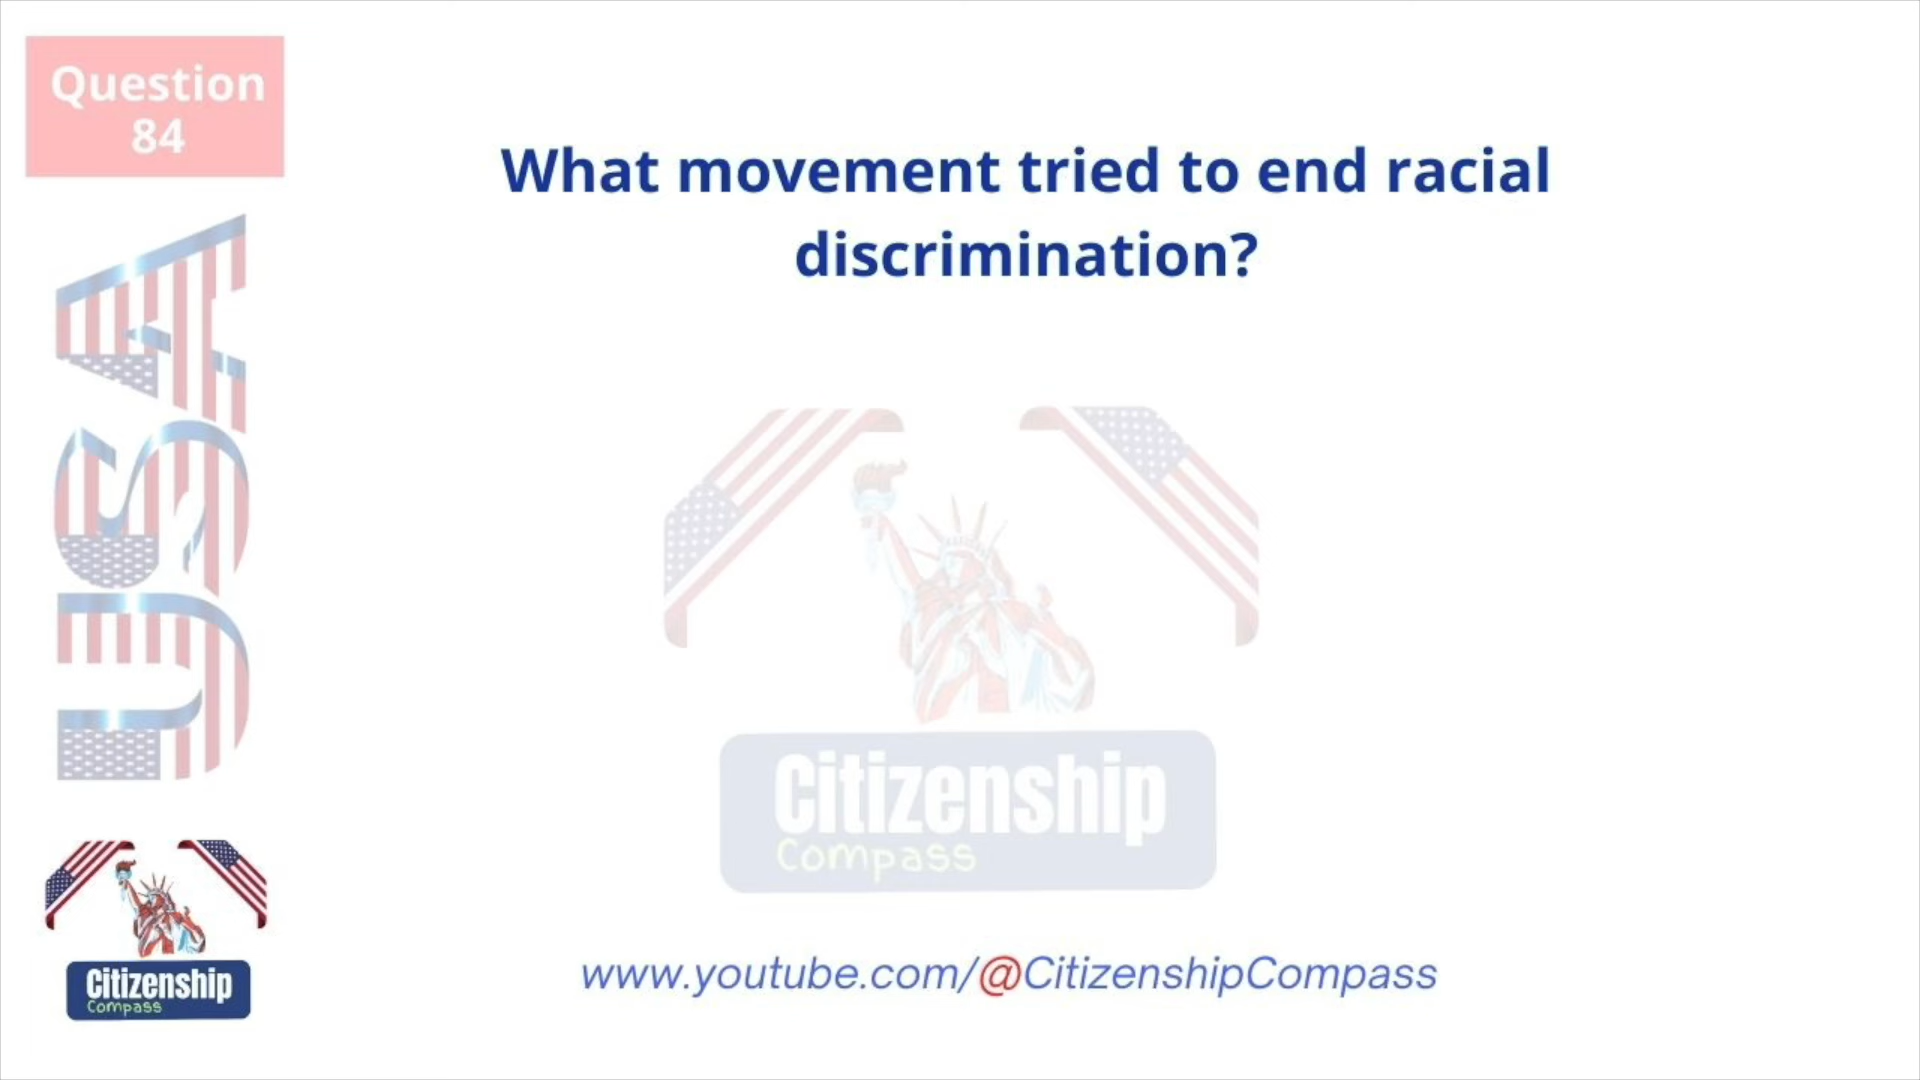 Question
84
What movement tried to end racial
discrimination?
USA
Citizenship
Compass
Citizenship
Compass
www.youtube.com/@CitizenshipCompass